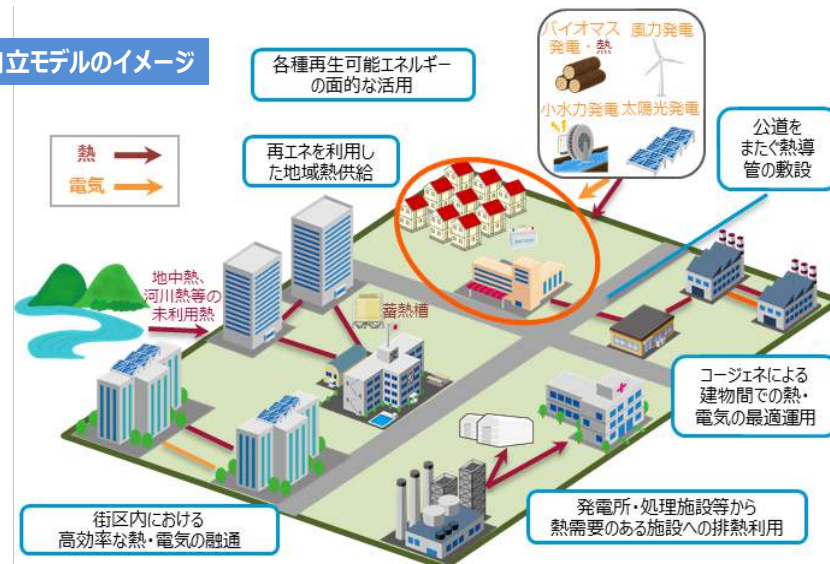 立モデルのイメージ
各種再生可能エネルギー
の面的な活用
バイオマス
発電・熱
風力発電
小水力発電
太陽光発電
熱
電気
再エネを利用し
た地域熱供給
公道を
またぐ熱導
管の敷設
地中熱、
河川熱等の
未利用熱
蓄熱槽
コージェネによる
建物間での熱・
電気の最適運用
街区内における
高効率な熱・電気の融通
発電所・処理施設等から
熱需要のある施設への排熱利用